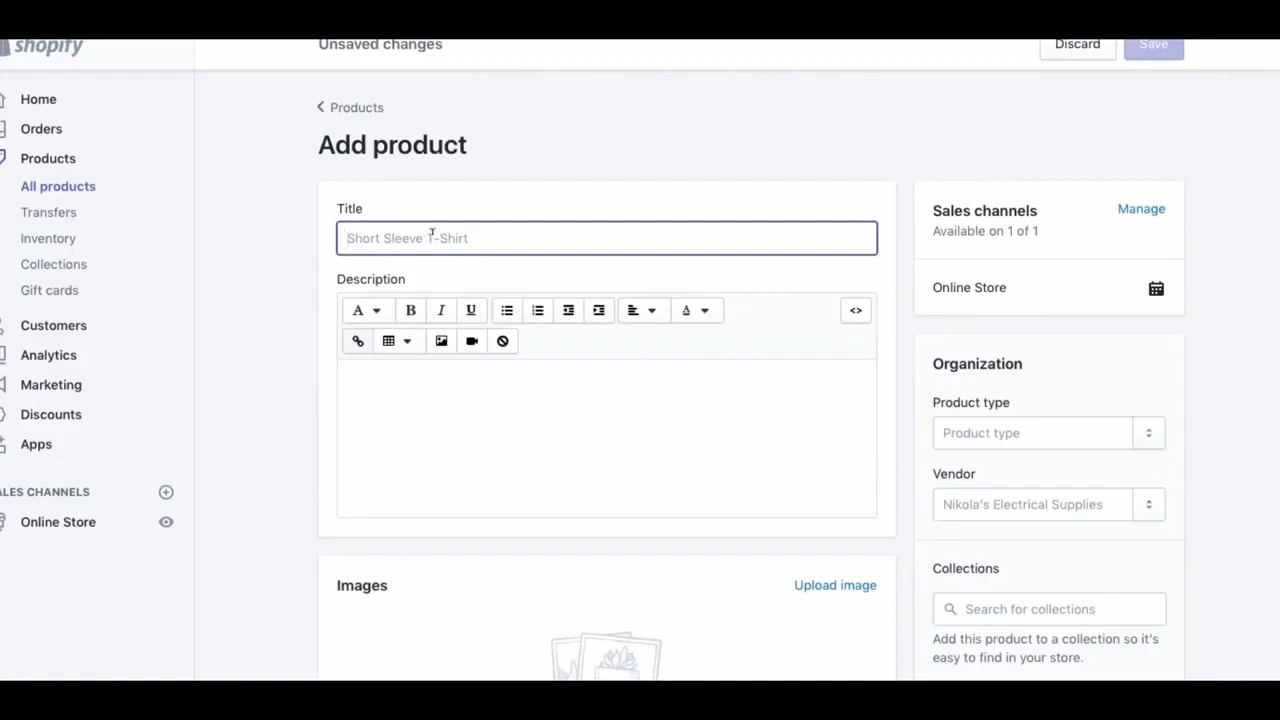 shopify
Unsaved changes
Discard
Save
Home
Orders
Products
All products
Transfers
Inventory
Collections
Gift cards
Customers
Analytics
Marketing
Discounts
Apps
ALES CHANNELS
Online Store
Products
Add product
Title
Short Sleeve T-Shirt
Description
A
B
I
U
A
<>
Images
Upload image
Sales channels
Manage
Available on 1 of 1
Online Store
Organization
Product type
Product type
Vendor
Nikola's Electrical Supplies
Collections
Search for collections
Add this product to a collection so it's
easy to find in your store.